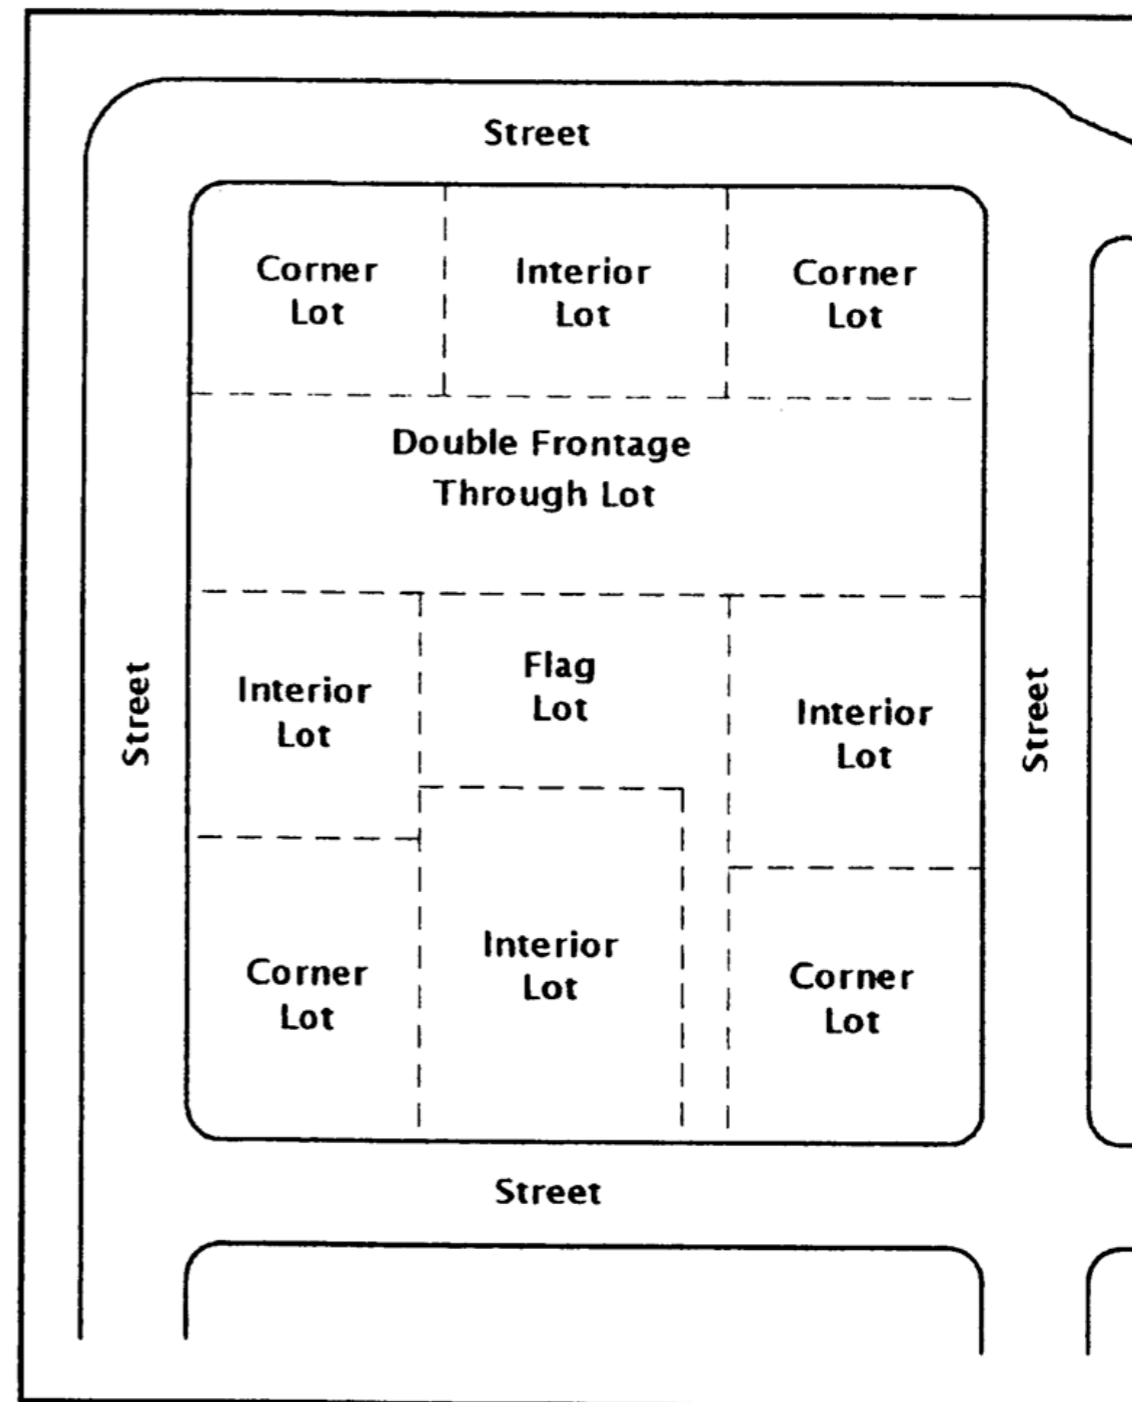 Street
Corner
Lot
Interior
Lot
Corner
Lot
Double Frontage
Through Lot
Street
Interior
Lot
Flag
Lot
Interior
Lot
Street
Corner
Lot
Interior
Lot
Corner
Lot
Street